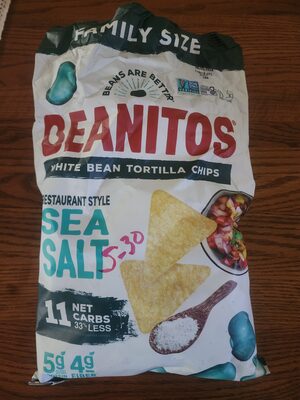 FAMILY SIZE
BEANS ARE BETTER
BEANITOS
WHITE BEAN TORTILLA CHIPS
RESTAURANT STYLE
SEA
SALT
5-30
11 NET
CARBS
33% LESS
5g 4g